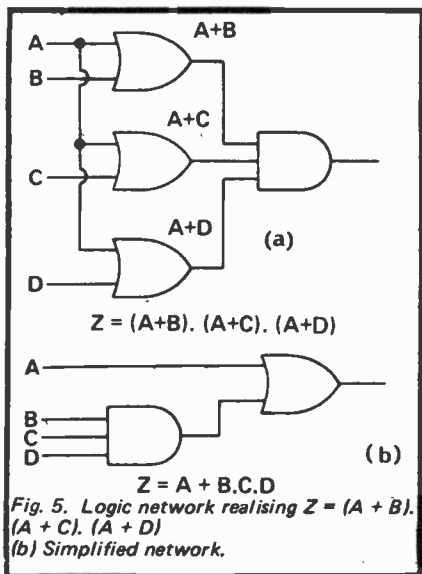 A+B
A
B
A+C
C
A+D
(a)
D
Z = (A+B). (A+C). (A+D)
A
B
C
D
(b)
Z = A + B.C.D
Fig. 5. Logic network realising Z = (A + B).
(A + C). (A + D)
(b) Simplified network.